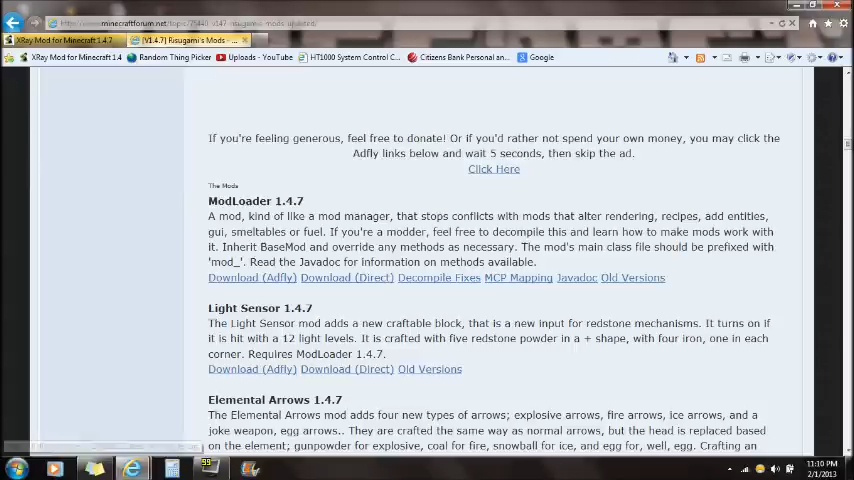 minecraftforum.net
XRay Mod for Minecraft 1.4.7
[V1.4.7] Risugami's Mods - ...
XRay Mod for Minecraft 1.4
Random Thing Picker
Uploads - YouTube
HT1000 System Control C...
Citizens Bank Personal an...
Google
If you're feeling generous, feel free to donate! Or if you'd rather not spend your own money, you may click the
Adfly links below and wait 5 seconds, then skip the ad.
Click Here
The Mods
ModLoader 1.4.7
A mod, kind of like a mod manager, that stops conflicts with mods that alter rendering, recipes, add entities,
gui, smeltables or fuel. If you're a modder, feel free to decompile this and learn how to make mods work with
it. Inherit BaseMod and override any methods as necessary. The mod's main class file should be prefixed with
'mod_'. Read the Javadoc for information on methods available.
Download (Adfly) Download (Direct) Decompile Fixes MCP Mapping Javadoc Old Versions
Light Sensor 1.4.7
The Light Sensor mod adds a new craftable block, that is a new input for redstone mechanisms. It turns on if
it is hit with a 12 light levels. It is crafted with five redstone powder in a + shape, with four iron, one in each
corner. Requires ModLoader 1.4.7.
Download (Adfly) Download (Direct) Old Versions
Elemental Arrows 1.4.7
The Elemental Arrows mod adds four new types of arrows; explosive arrows, fire arrows, ice arrows, and a
joke weapon, egg arrows.. They are crafted the same way as normal arrows, but the head is replaced based
on the element; gunpowder for explosive, coal for fire, snowball for ice, and egg for, well, egg. Crafting an
99
11:10 PM
2/1/2013